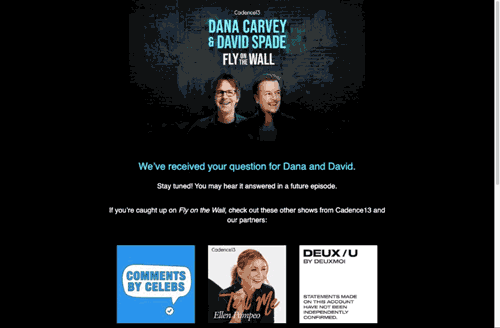 Cadence13
DANA CARVEY
& DAVID SPADE
FLY ON THE WALL
We've received your question for Dana and David.
Stay tuned! You may hear it answered in a future episode.
If you're caught up on Fly on the Wall, check out these other shows from Cadence13 and
our partners:
COMMENTS
BY CELEBS
Cadence13
Tell Me
Ellen Pompeo
DEUX / U
BY DEUXMOI
STATEMENTS MADE
ON THIS ACCOUNT
HAVE NOT BEEN
INDEPENDENTLY
CONFIRMED.